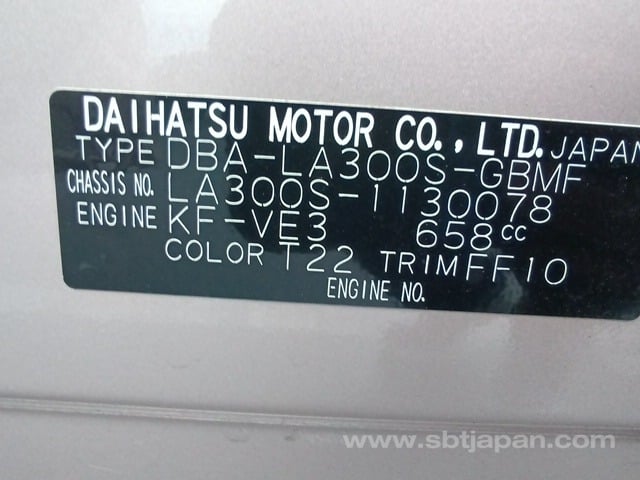 DAIHATSU MOTOR CO., LTD. JAPAN
TYPE DBA-LA300S-GBMF
CHASSIS NO. LA300S-1130078
ENGINE KF-VE3 658cc
COLOR T22 TRIM FF10
ENGINE NO.
www.sbtjapan.com